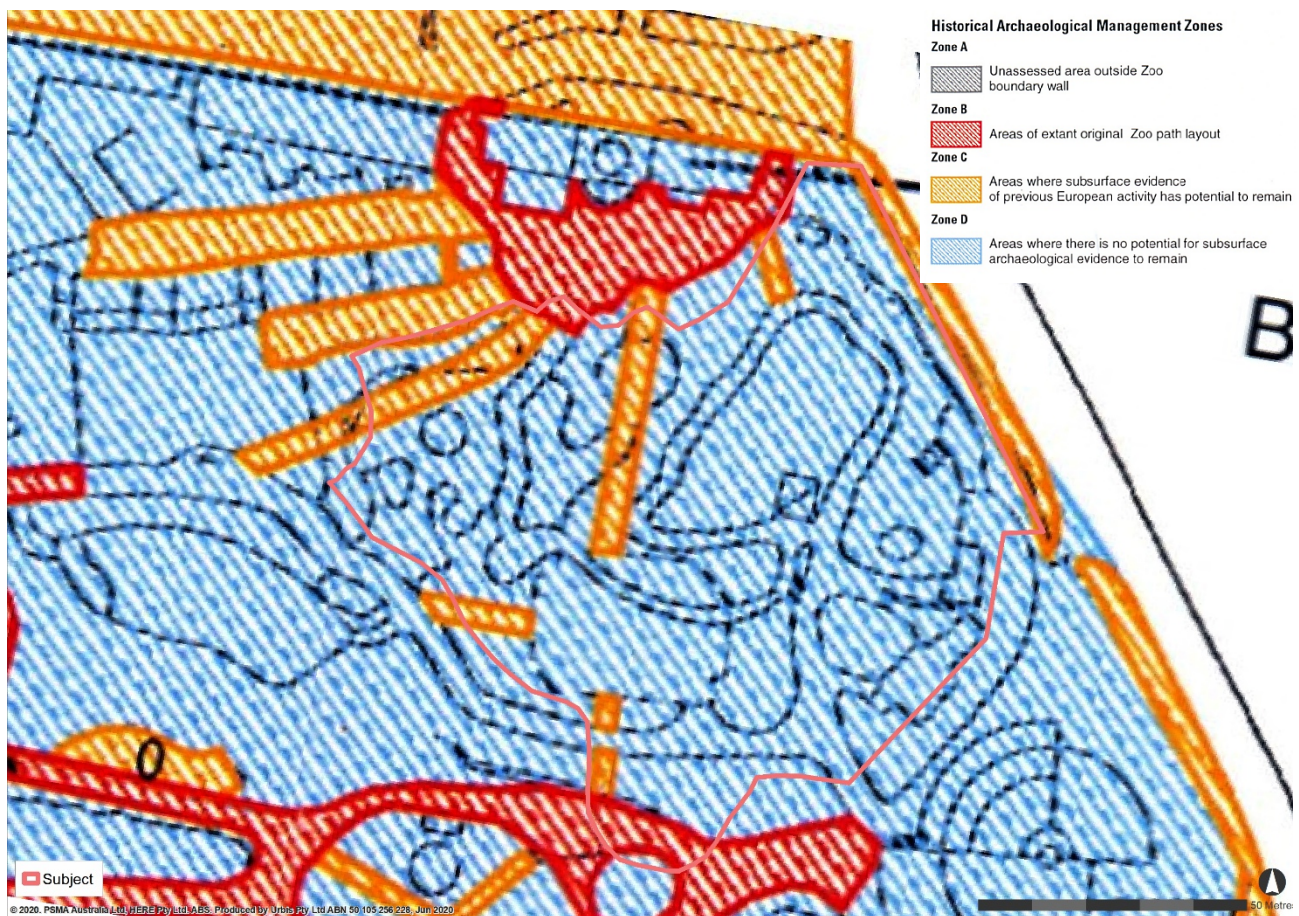 Historical Archaeological Management Zones
Zone A
Unassessed area outside Zoo
boundary wall
Zone B
Areas of extant original Zoo path layout
Zone C
Areas where subsurface evidence
of previous European activity has potential to remain
Zone D
Areas where there is no potential for subsurface
archaeological evidence to remain
B
0
Subject
© 2020. PSMA Australia Ltd, HERE Pty Ltd. ABS. Produced by Urbis Pty Ltd ABN 50 105 256 228, Jun 2020
50 Metres